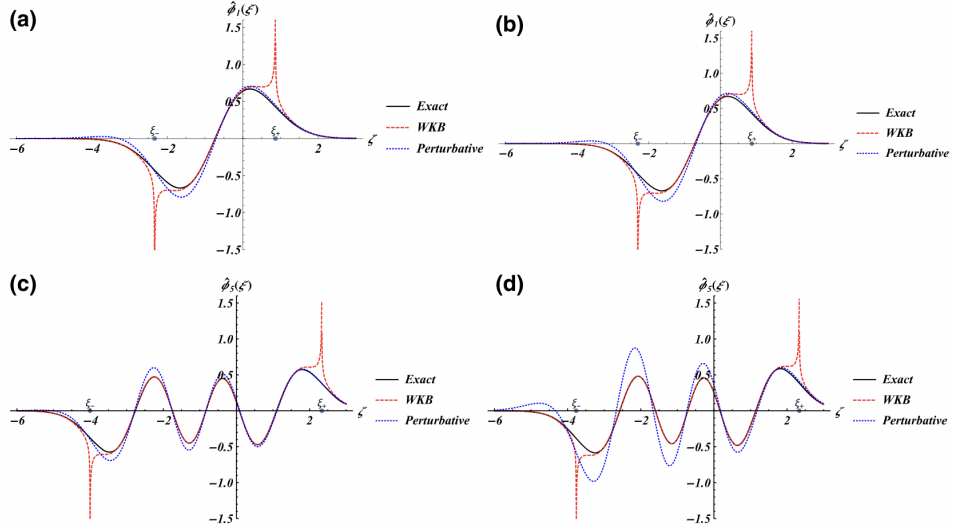 (a)
ϕ̂₁(ξ)
1.5
1.0
0.5
ξ₋
ξ₊
ζ
−6
−4
−2
2
−0.5
−1.0
−1.5
Exact
WKB
Perturbative
(b)
ϕ̂₁(ξ)
1.5
1.0
0.5
ξ₋
ξ₊
ζ
−6
−4
−2
2
−0.5
−1.0
−1.5
Exact
WKB
Perturbative
(c)
ϕ̂₅(ξ)
1.5
1.0
0.5
ξ₋
ξ₊
ζ
−6
−4
−2
2
−0.5
−1.0
−1.5
Exact
WKB
Perturbative
(d)
ϕ̂₅(ξ)
1.5
1.0
0.5
ξ₋
ξ₊
ζ
−6
−4
−2
2
−0.5
−1.0
−1.5
Exact
WKB
Perturbative